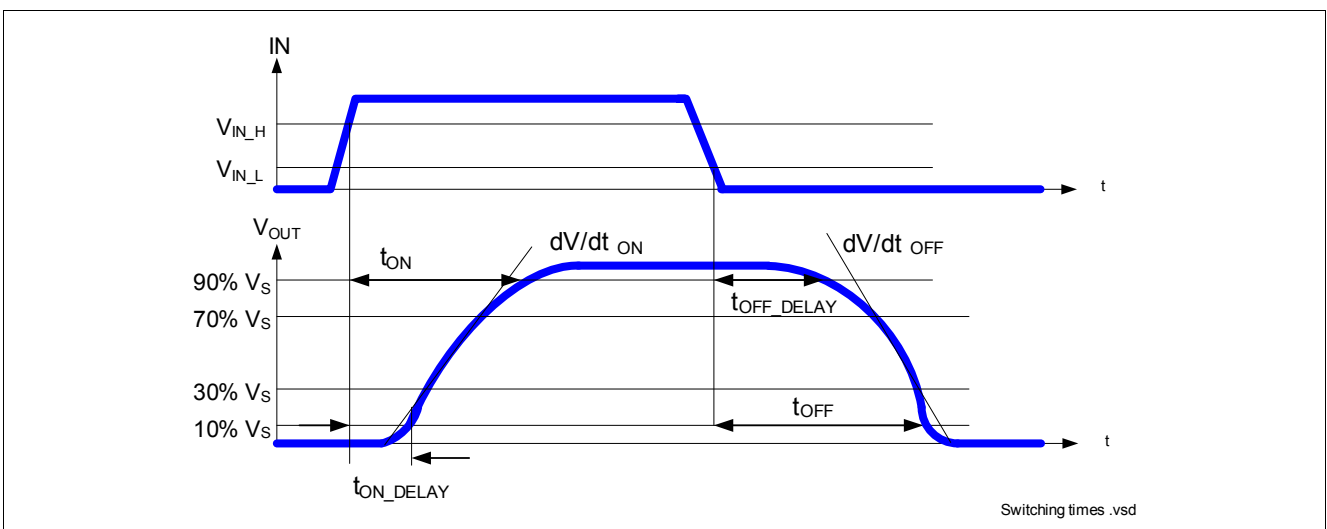 IN
V_IN_H
V_IN_L
t
V_OUT
dV/dt ON
dV/dt OFF
t_ON
90% V_S
t_OFF_DELAY
70% V_S
30% V_S
t_OFF
10% V_S
t
t_ON_DELAY
Switching times .vsd